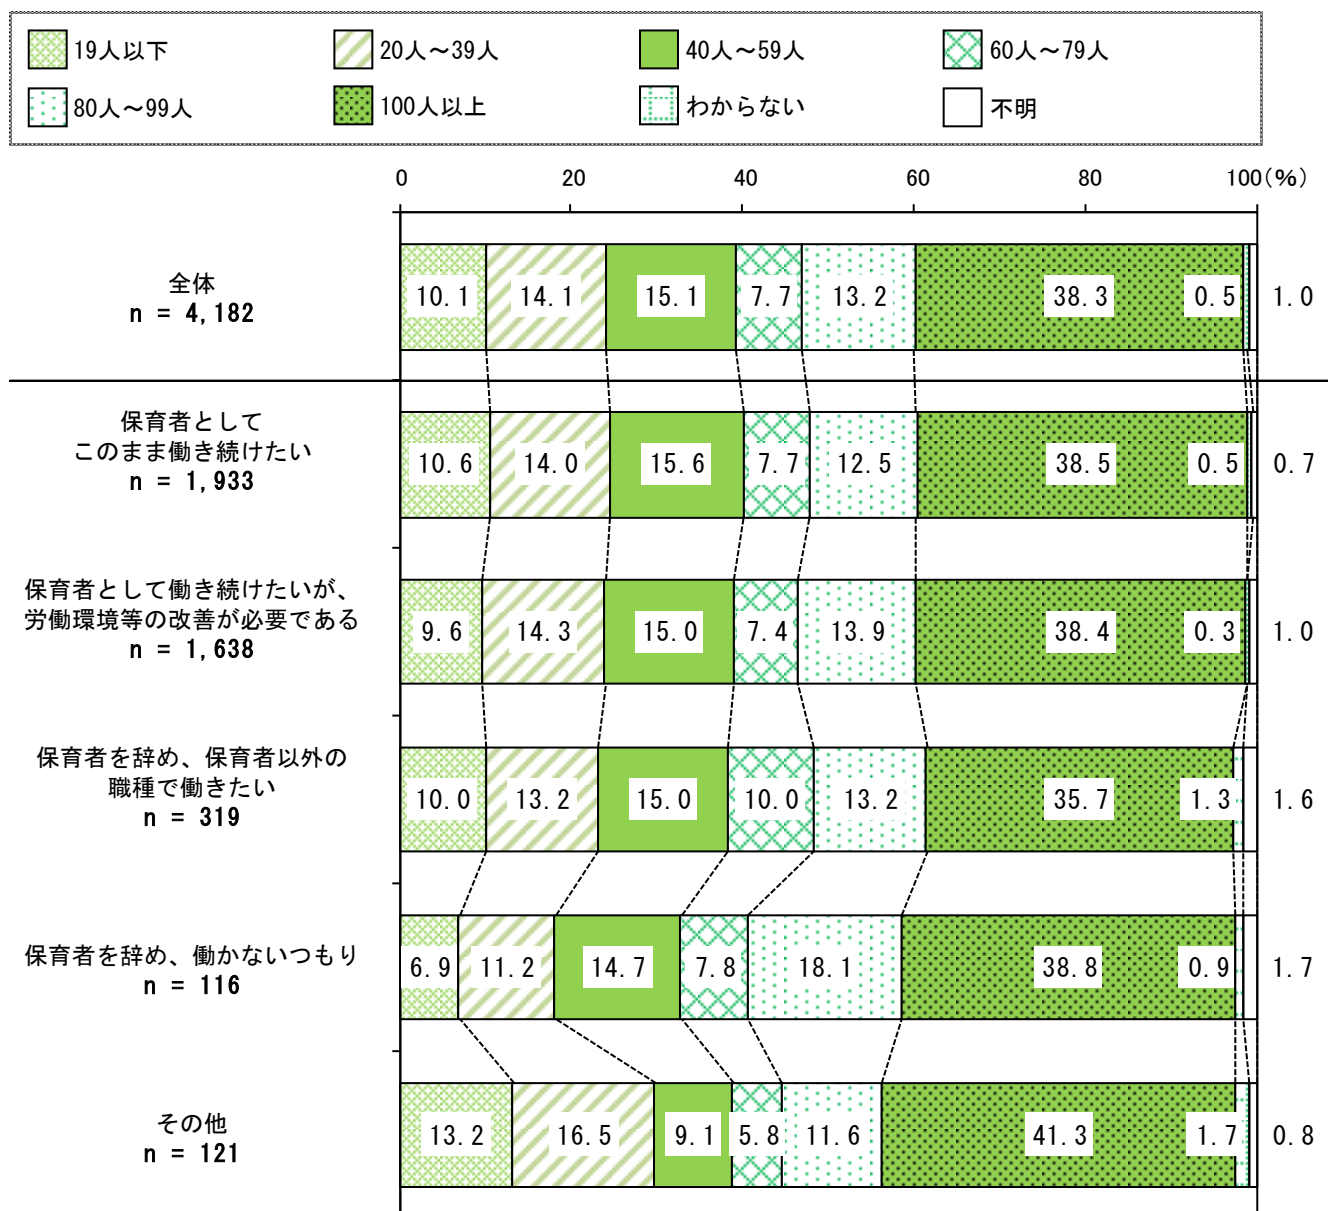 19人以下 20人～39人 40人～59人 60人～79人
80人～99人 100人以上 わからない 不明
0 20 40 60 80 100(％)
全体
n = 4,182
10.1 14.1 15.1 7.7 13.2 38.3 0.5 1.0
保育者として
このまま働き続けたい
n = 1,933
10.6 14.0 15.6 7.7 12.5 38.5 0.5 0.7
保育者として働き続けたいが、
労働環境等の改善が必要である
n = 1,638
9.6 14.3 15.0 7.4 13.9 38.4 0.3 1.0
保育者を辞め、保育者以外の
職種で働きたい
n = 319
10.0 13.2 15.0 10.0 13.2 35.7 1.3 1.6
保育者を辞め、働かないつもり
n = 116
6.9 11.2 14.7 7.8 18.1 38.8 0.9 1.7
その他
n = 121
13.2 16.5 9.1 5.8 11.6 41.3 1.7 0.8